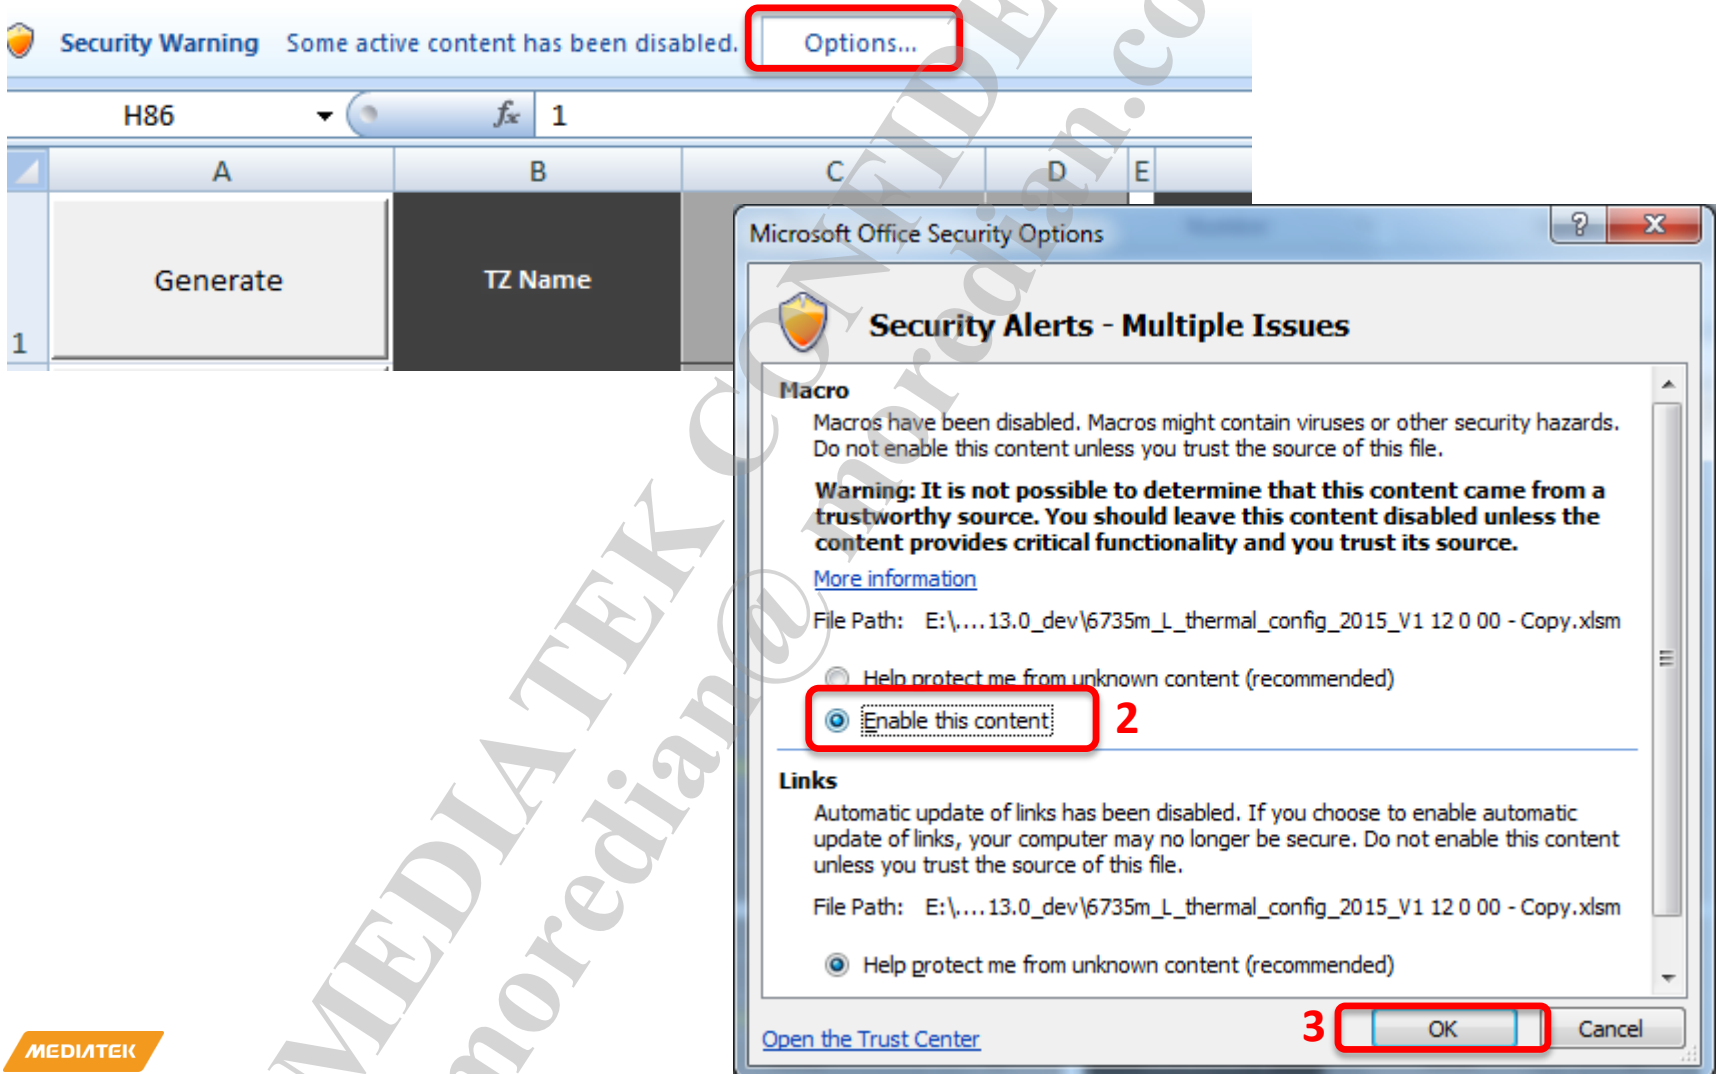 Security Warning Some active content has been disabled. Options...
H86 fx 1
A B C D E
Generate TZ Name
1
Microsoft Office Security Options
Security Alerts - Multiple Issues
Macro
Macros have been disabled. Macros might contain viruses or other security hazards.
Do not enable this content unless you trust the source of this file.
Warning: It is not possible to determine that this content came from a
trustworthy source. You should leave this content disabled unless the
content provides critical functionality and you trust its source.
More information
File Path: E:\....13.0_dev\6735m_L_thermal_config_2015_V1 12 0 00 - Copy.xlsm
Help protect me from unknown content (recommended)
Enable this content 2
Links
Automatic update of links has been disabled. If you choose to enable automatic
update of links, your computer may no longer be secure. Do not enable this content
unless you trust the source of this file.
File Path: E:\....13.0_dev\6735m_L_thermal_config_2015_V1 12 0 00 - Copy.xlsm
Help protect me from unknown content (recommended)
Open the Trust Center 3 OK Cancel
MEDIATEK
MEDIATEK CONFIDE
moredian@moredian.co